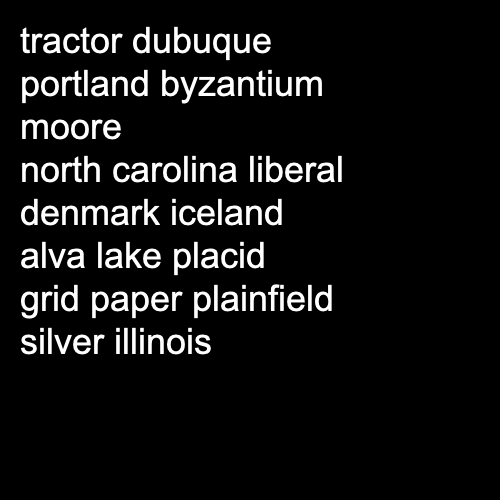 tractor dubuque
portland byzantium
moore
north carolina liberal
denmark iceland
alva lake placid
grid paper plainfield
silver illinois